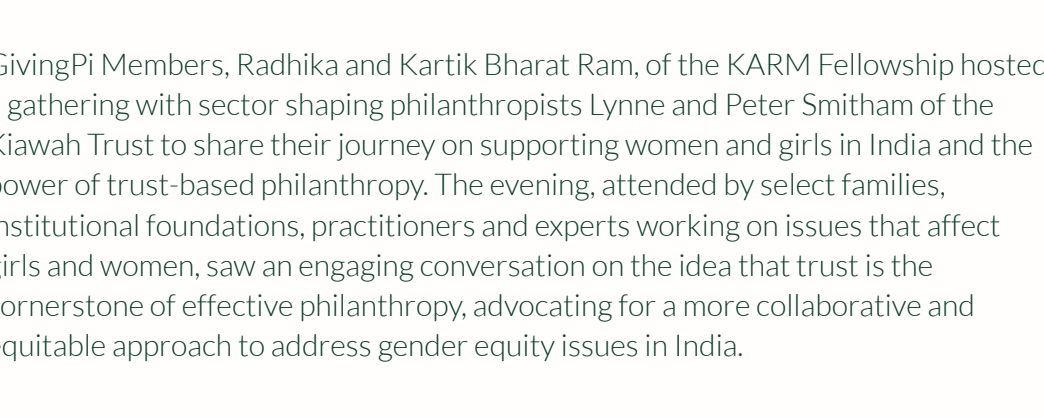 GivingPi Members, Radhika and Kartik Bharat Ram, of the KARM Fellowship hosted
gathering with sector shaping philanthropists Lynne and Peter Smitham of the
Kiawah Trust to share their journey on supporting women and girls in India and the
power of trust-based philanthropy. The evening, attended by select families,
institutional foundations, practitioners and experts working on issues that affect
girls and women, saw an engaging conversation on the idea that trust is the
cornerstone of effective philanthropy, advocating for a more collaborative and
equitable approach to address gender equity issues in India.